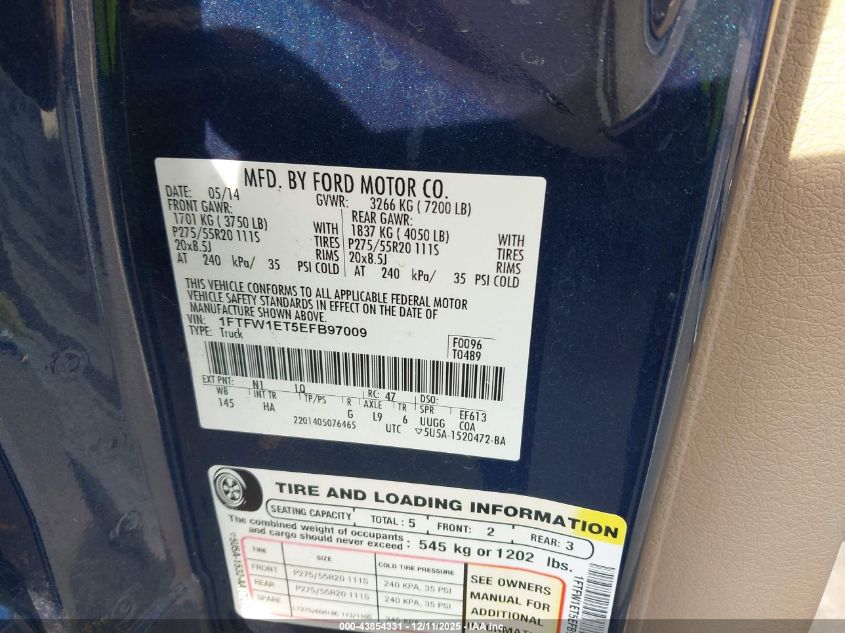 MFD. BY FORD MOTOR CO.
DATE: 05/14 GVWR: 3266 KG ( 7200 LB)
FRONT GAWR: REAR GAWR:
1701 KG ( 3750 LB) WITH 1837 KG ( 4050 LB) WITH
P275/55R20 111S TIRES P275/55R20 111S TIRES
20x8.5J RIMS 20x8.5J RIMS
AT 240 kPa/ 35 PSI COLD AT 240 kPa/ 35 PSI COLD
THIS VEHICLE CONFORMS TO ALL APPLICABLE FEDERAL MOTOR
VEHICLE SAFETY STANDARDS IN EFFECT ON THE DATE OF
MANUFACTURE SHOWN ABOVE.
VIN: 1FTFW1ET5EFB97009 F0096
TYPE: Truck T0489
EXT PNT: N1 LQ RC: 47 DSO:
WB INT TR TP/PS R AXLE TR SPR EF613
145 HA G L9 6 UUGG COA
2201405076465 UTC ▽5U5A-1520472-BA
TIRE AND LOADING INFORMATION
SEATING CAPACITY TOTAL : 5 FRONT: 2 REAR: 3
The combined weight of occupants
and cargo should never exceed : 545 kg or 1202 lbs.
TIRE SIZE COLD TIRE PRESSURE
FRONT P275/55R20 111S 240 KPA, 35 PSI
REAR P275/55R20 111S 240 KPA, 35 PSI
SPARE
SEE OWNERS
MANUAL FOR
ADDITIONAL
1FTFW1ET5EFB
000-43854331 - 12/11/2025 - IAA Inc.